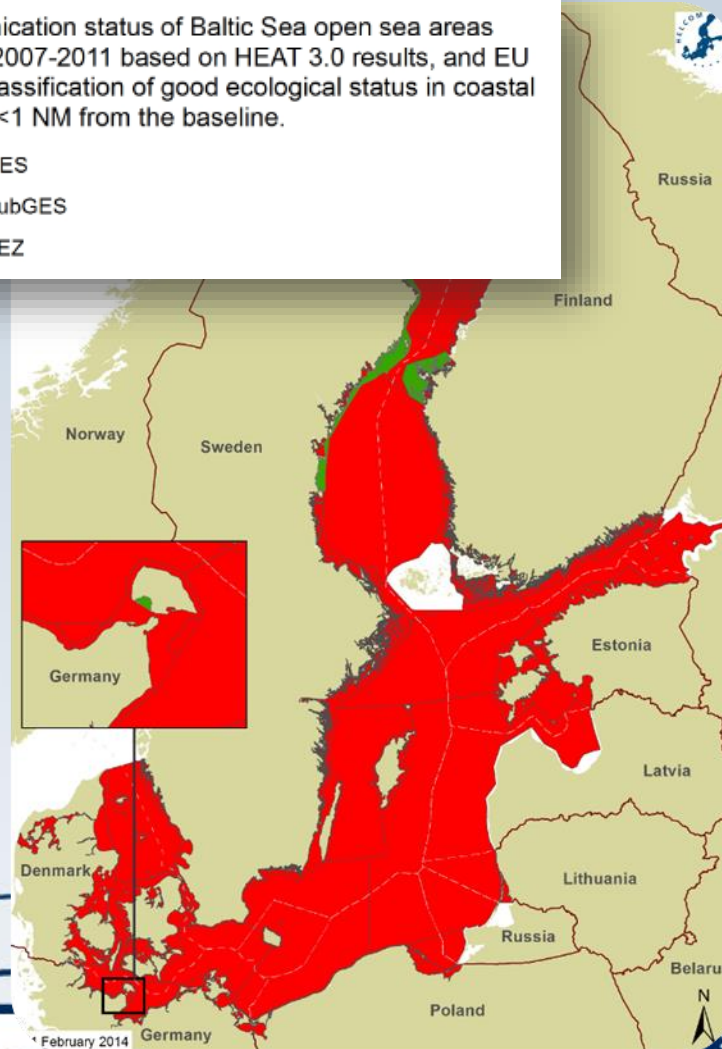 ication status of Baltic Sea open sea areas
2007-2011 based on HEAT 3.0 results, and EU
assification of good ecological status in coastal
<1 NM from the baseline.
ES
ubGES
EZ
HELCOM
Russia
Finland
Norway
Sweden
Estonia
Germany
Latvia
Denmark
Lithuania
Russia
Belaru
Poland
N
1 February 2014
Germany